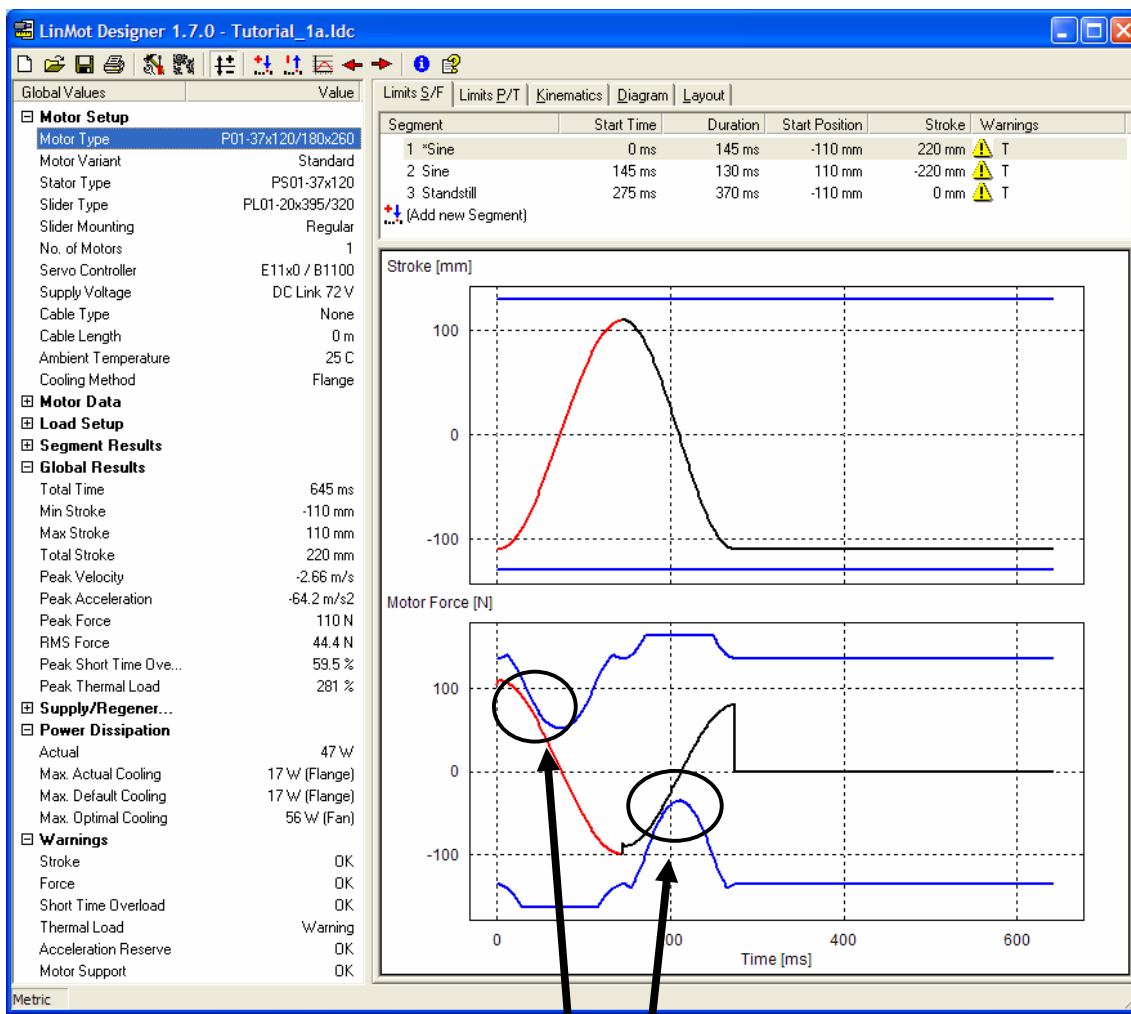 LinMot Designer 1.7.0 - Tutorial_1a.ldc
Global Values Value
Motor Setup
Motor Type P01-37x120/180x260
Motor Variant Standard
Stator Type PS01-37x120
Slider Type PL01-20x395/320
Slider Mounting Regular
No. of Motors 1
Servo Controller E11x0 / B1100
Supply Voltage DC Link 72 V
Cable Type None
Cable Length 0 m
Ambient Temperature 25 C
Cooling Method Flange
Motor Data
Load Setup
Segment Results
Global Results
Total Time 645 ms
Min Stroke -110 mm
Max Stroke 110 mm
Total Stroke 220 mm
Peak Velocity -2.66 m/s
Peak Acceleration -64.2 m/s2
Peak Force 110 N
RMS Force 44.4 N
Peak Short Time Ove... 59.5 %
Peak Thermal Load 281 %
Supply/Regener...
Power Dissipation
Actual 47 W
Max. Actual Cooling 17 W (Flange)
Max. Default Cooling 17 W (Flange)
Max. Optimal Cooling 56 W (Fan)
Warnings
Stroke OK
Force OK
Short Time Overload OK
Thermal Load Warning
Acceleration Reserve OK
Motor Support OK
Metric
Limits S/F Limits P/T Kinematics Diagram Layout
Segment Start Time Duration Start Position Stroke Warnings
1 *Sine 0 ms 145 ms -110 mm 220 mm T
2 Sine 145 ms 130 ms 110 mm -220 mm T
3 Standstill 275 ms 370 ms -110 mm 0 mm T
(Add new Segment)
Stroke [mm]
100
0
-100
Motor Force [N]
100
0
-100
0 00 400 600
Time [ms]